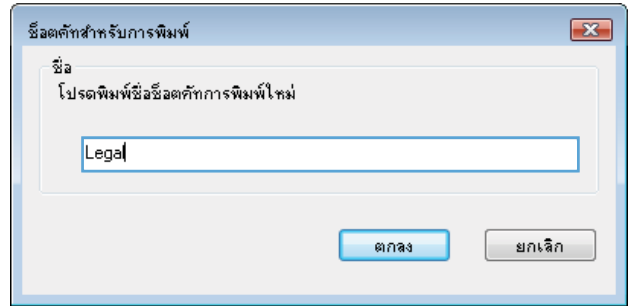 ช็อตคัทสำหรับการพิมพ์
ชื่อ
โปรดพิมพ์ชื่อช็อตคัทการพิมพ์ใหม่
Legal
ตกลง
ยกเลิก